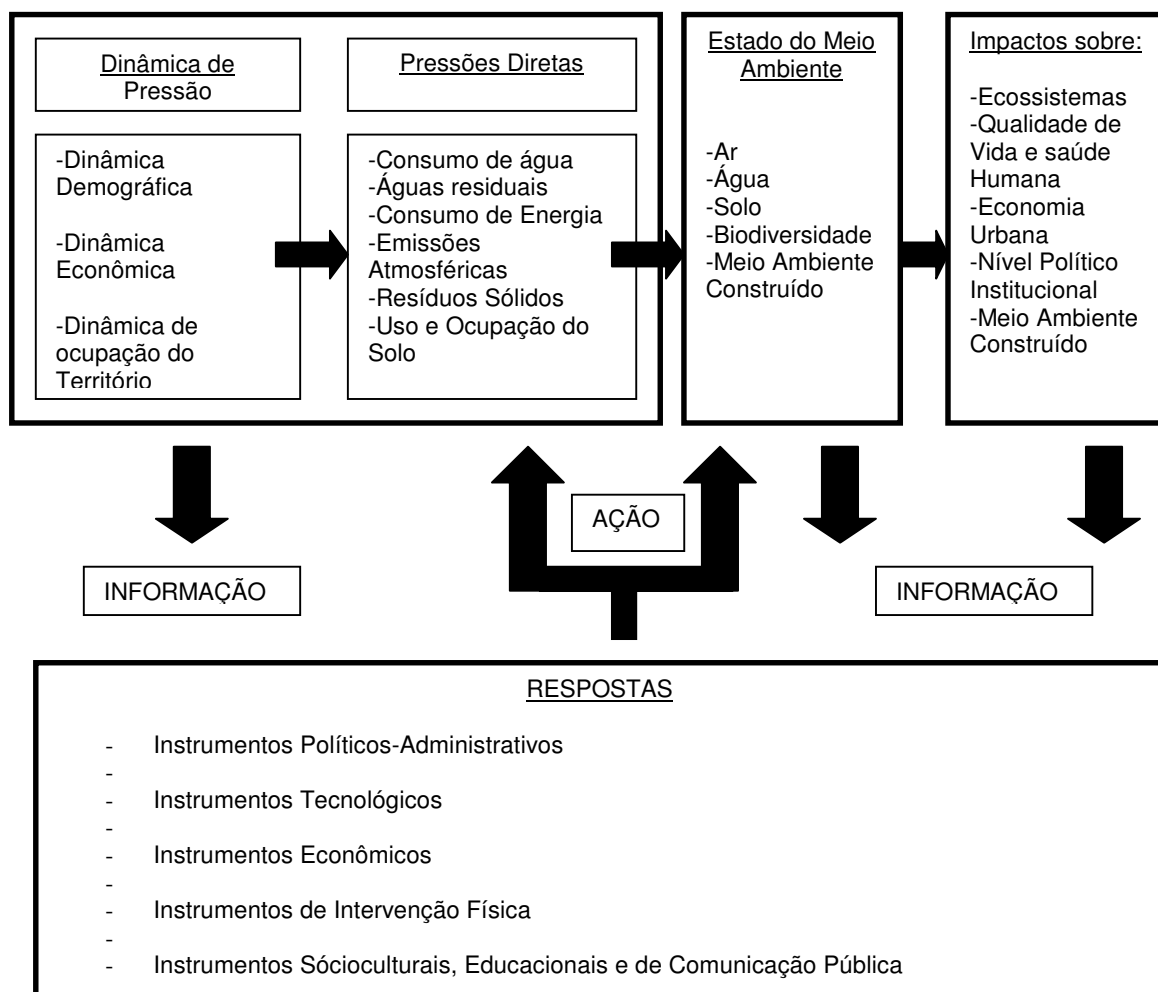 Dinâmica de
Pressão
-Dinâmica
Demográfica
-Dinâmica
Econômica
-Dinâmica de
ocupação do
Território
Pressões Diretas
-Consumo de água
-Águas residuais
-Consumo de Energia
-Emissões
Atmosféricas
-Resíduos Sólidos
-Uso e Ocupação do
Solo
Estado do Meio
Ambiente
-Ar
-Água
-Solo
-Biodiversidade
-Meio Ambiente
Construído
Impactos sobre:
-Ecossistemas
-Qualidade de
Vida e saúde
Humana
-Economia
Urbana
-Nível Político
Institucional
-Meio Ambiente
Construído
AÇÃO
INFORMAÇÃO
INFORMAÇÃO
RESPOSTAS
- Instrumentos Políticos-Administrativos
-
- Instrumentos Tecnológicos
-
- Instrumentos Econômicos
-
- Instrumentos de Intervenção Física
-
- Instrumentos Sócioculturais, Educacionais e de Comunicação Pública